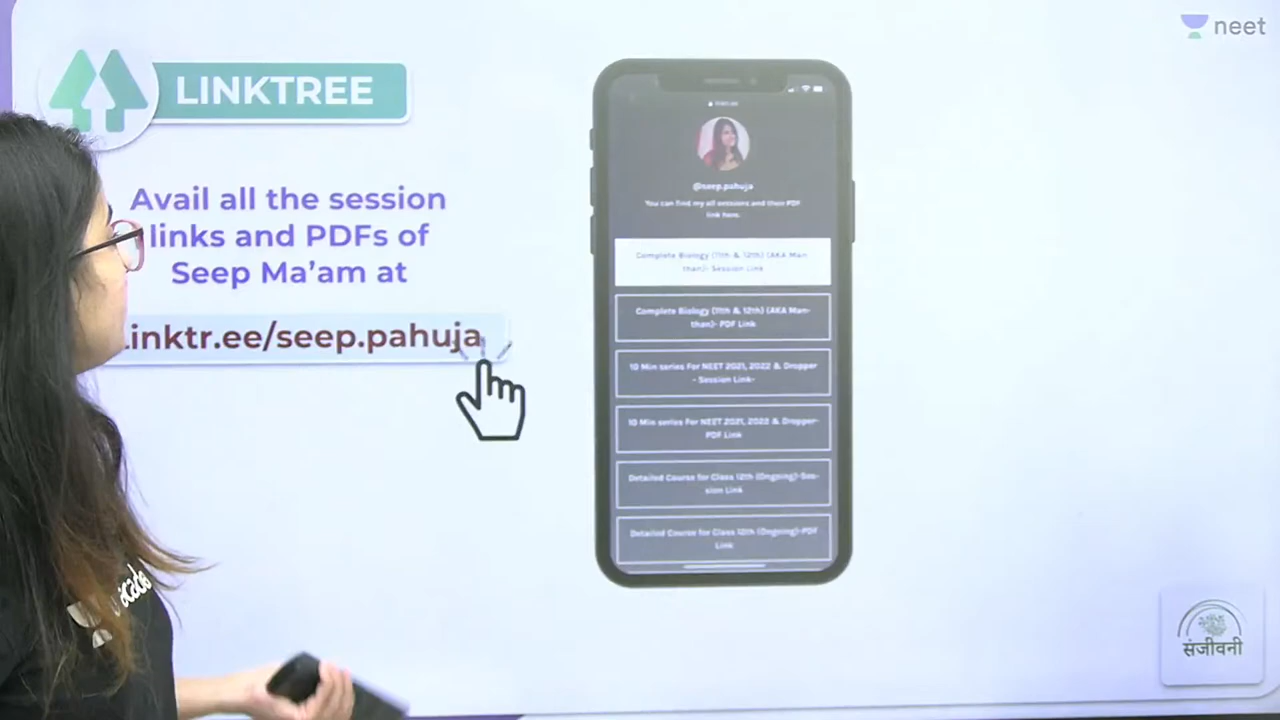 neet
LINKTREE
Avail all the session
links and PDFs of
Seep Ma'am at
linktr.ee/seep.pahuja
@seep.pahuja
You can find my all sessions and their PDF
link here.
Complete Biology (11th & 12th) (AKA Man-
than)- Session Link
Complete Biology (11th & 12th) (AKA Man-
than)- PDF Link
10 Min series For NEET 2021, 2022 & Dropper
- Session Link-
10 Min series For NEET 2021, 2022 & Dropper-
PDF Link
Detailed Course for Class 12th (Ongoing)-Ses-
sion Link
Detailed Course for Class 12th (Ongoing)-PDF
Link
संजीवनी